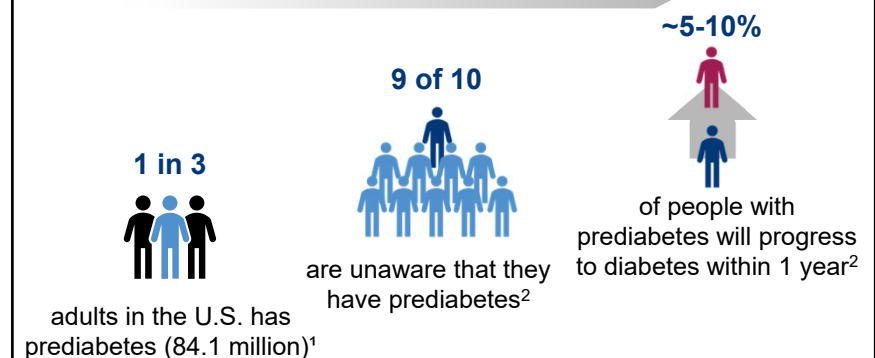 1 in 3
adults in the U.S. has
prediabetes (84.1 million)¹
9 of 10
are unaware that they
have prediabetes²
~5-10%
of people with
prediabetes will progress
to diabetes within 1 year²